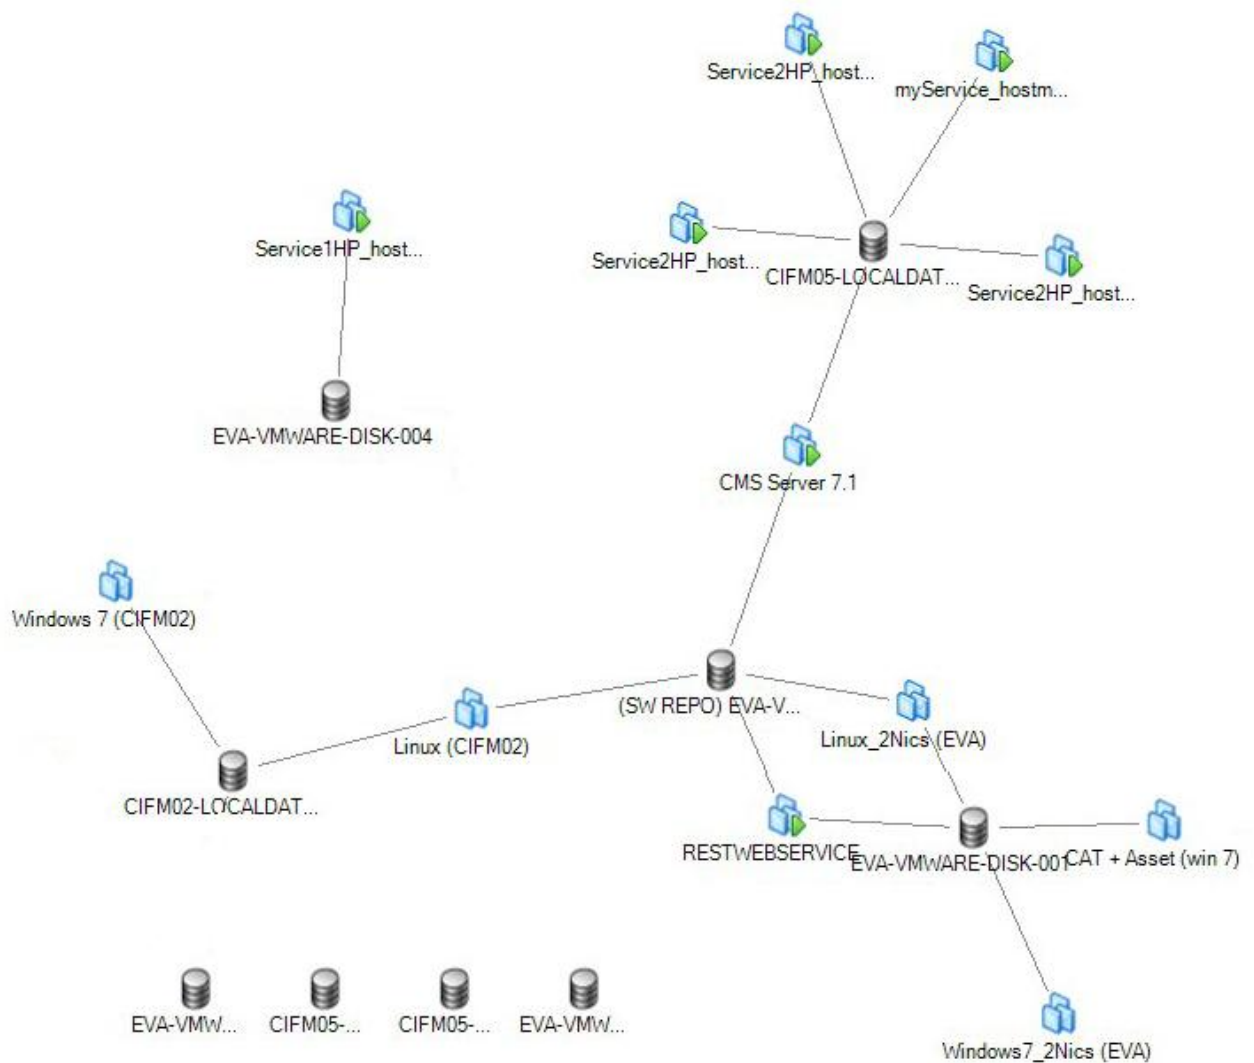 Service2HP_host...
myService_hostm...
Service1HP_host...
Service2HP_host...
CIFM05-LOCALDAT...
Service2HP_host...
EVA-VMWARE-DISK-004
CMS Server 7.1
Windows 7 (CIFM02)
(SW REPO) EVA-V...
Linux (CIFM02)
Linux_2Nics (EVA)
CIFM02-LOCALDAT...
RESTWEBSERVICE
EVA-VMWARE-DISK-001
CAT + Asset (win 7)
EVA-VMW...
CIFM05-...
CIFM05-...
EVA-VMW...
Windows7_2Nics (EVA)